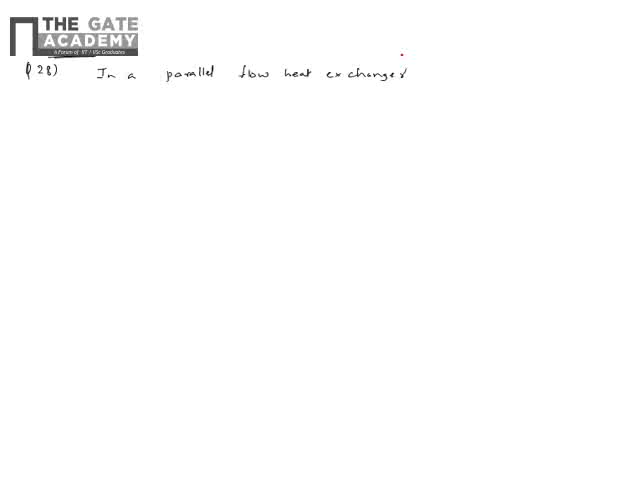 THE GATE
ACADEMY
A Forum of IIT / IISc Graduates
Q28) In a parallel flow heat exchanger